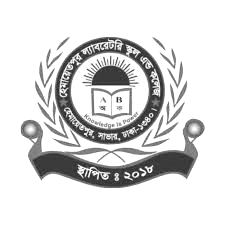 হেমায়েতপুর ল্যাবরেটরি স্কুল এন্ড কলেজ
A B
অ ক
Knowledge is Power
হেমায়েতপুর, সাভার, ঢাকা-১৩৪০।
স্থাপিত ঃ ২০১৮